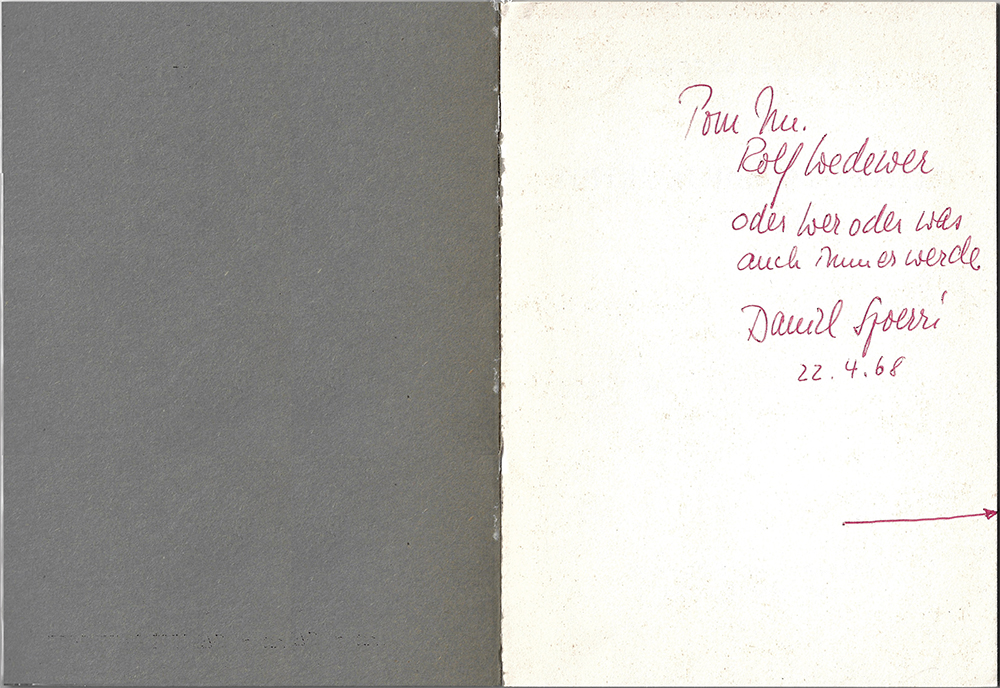 Pour Mr.
Rolf Wedewer
oder wer oder was
auch immer werde
Daniel Spoerri
22.4.68